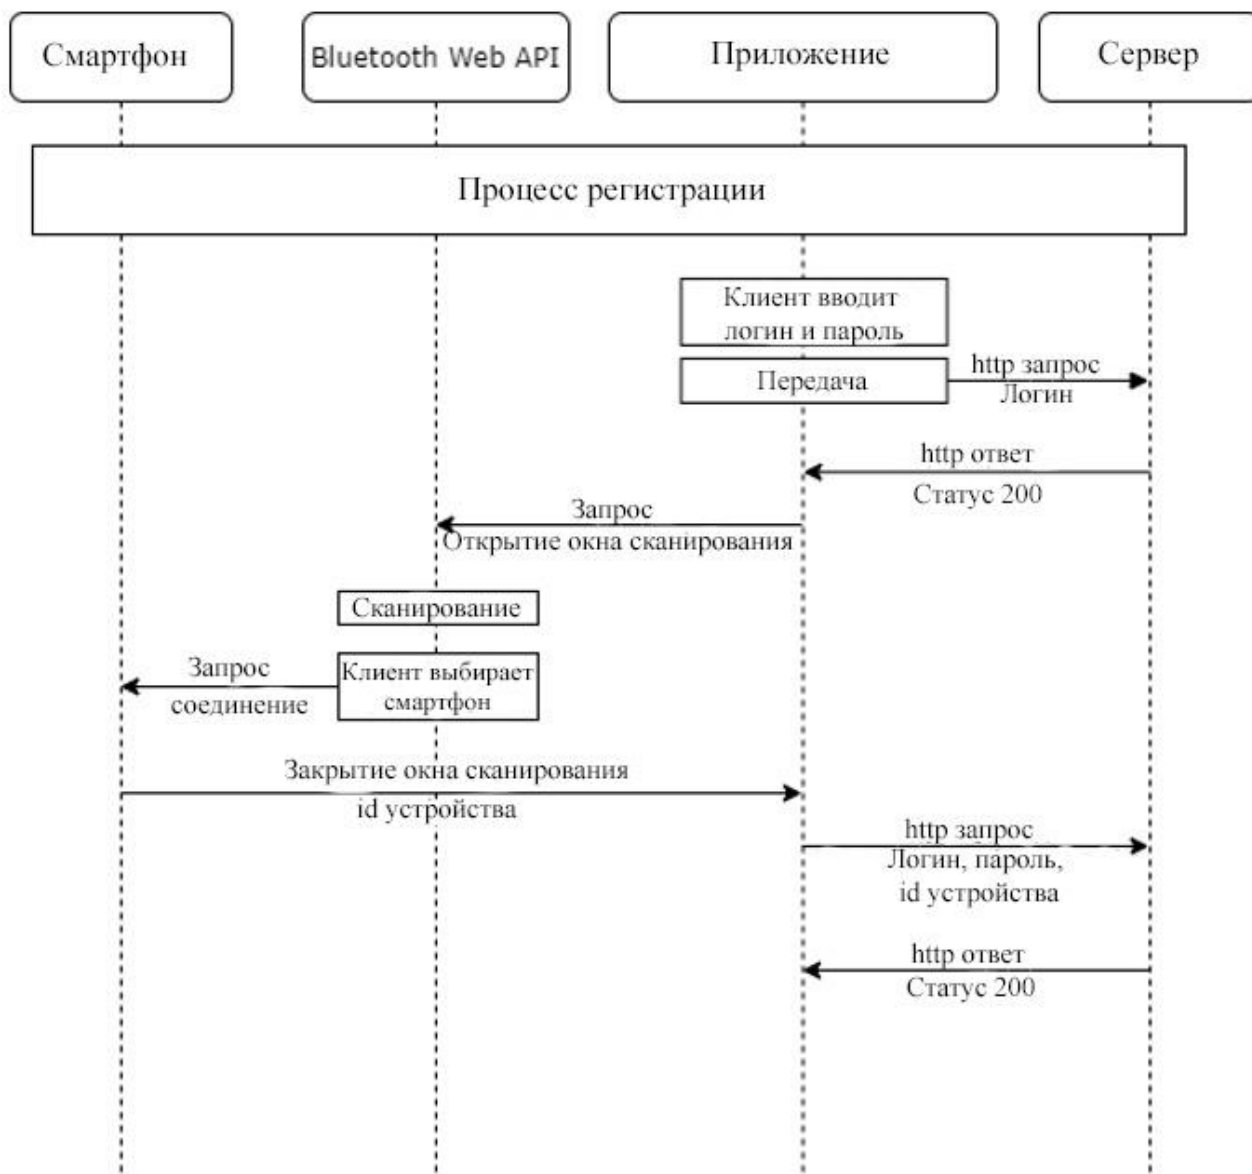 Смартфон
Bluetooth Web API
Приложение
Сервер
Процесс регистрации
Клиент вводит
логин и пароль
Передача
http запрос
Логин
http ответ
Статус 200
Запрос
Открытие окна сканирования
Сканирование
Запрос
соединение
Клиент выбирает
смартфон
Закрытие окна сканирования
id устройства
http запрос
Логин, пароль,
id устройства
http ответ
Статус 200